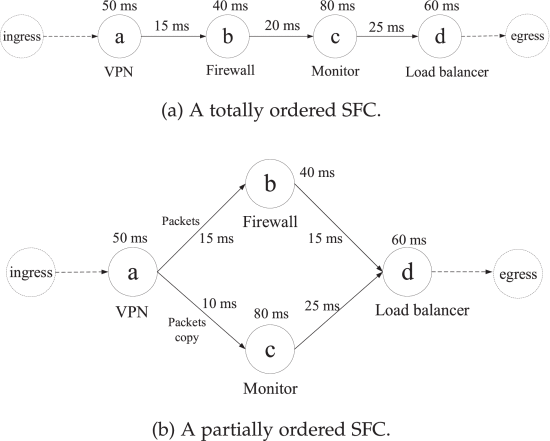 50 ms 40 ms 80 ms 60 ms
ingress a 15 ms b 20 ms c 25 ms d egress
VPN Firewall Monitor Load balancer
(a) A totally ordered SFC.
b 40 ms
Packets Firewall
50 ms 15 ms 15 ms 60 ms
ingress a d egress
VPN 10 ms 25 ms Load balancer
Packets 80 ms
copy c
Monitor
(b) A partially ordered SFC.